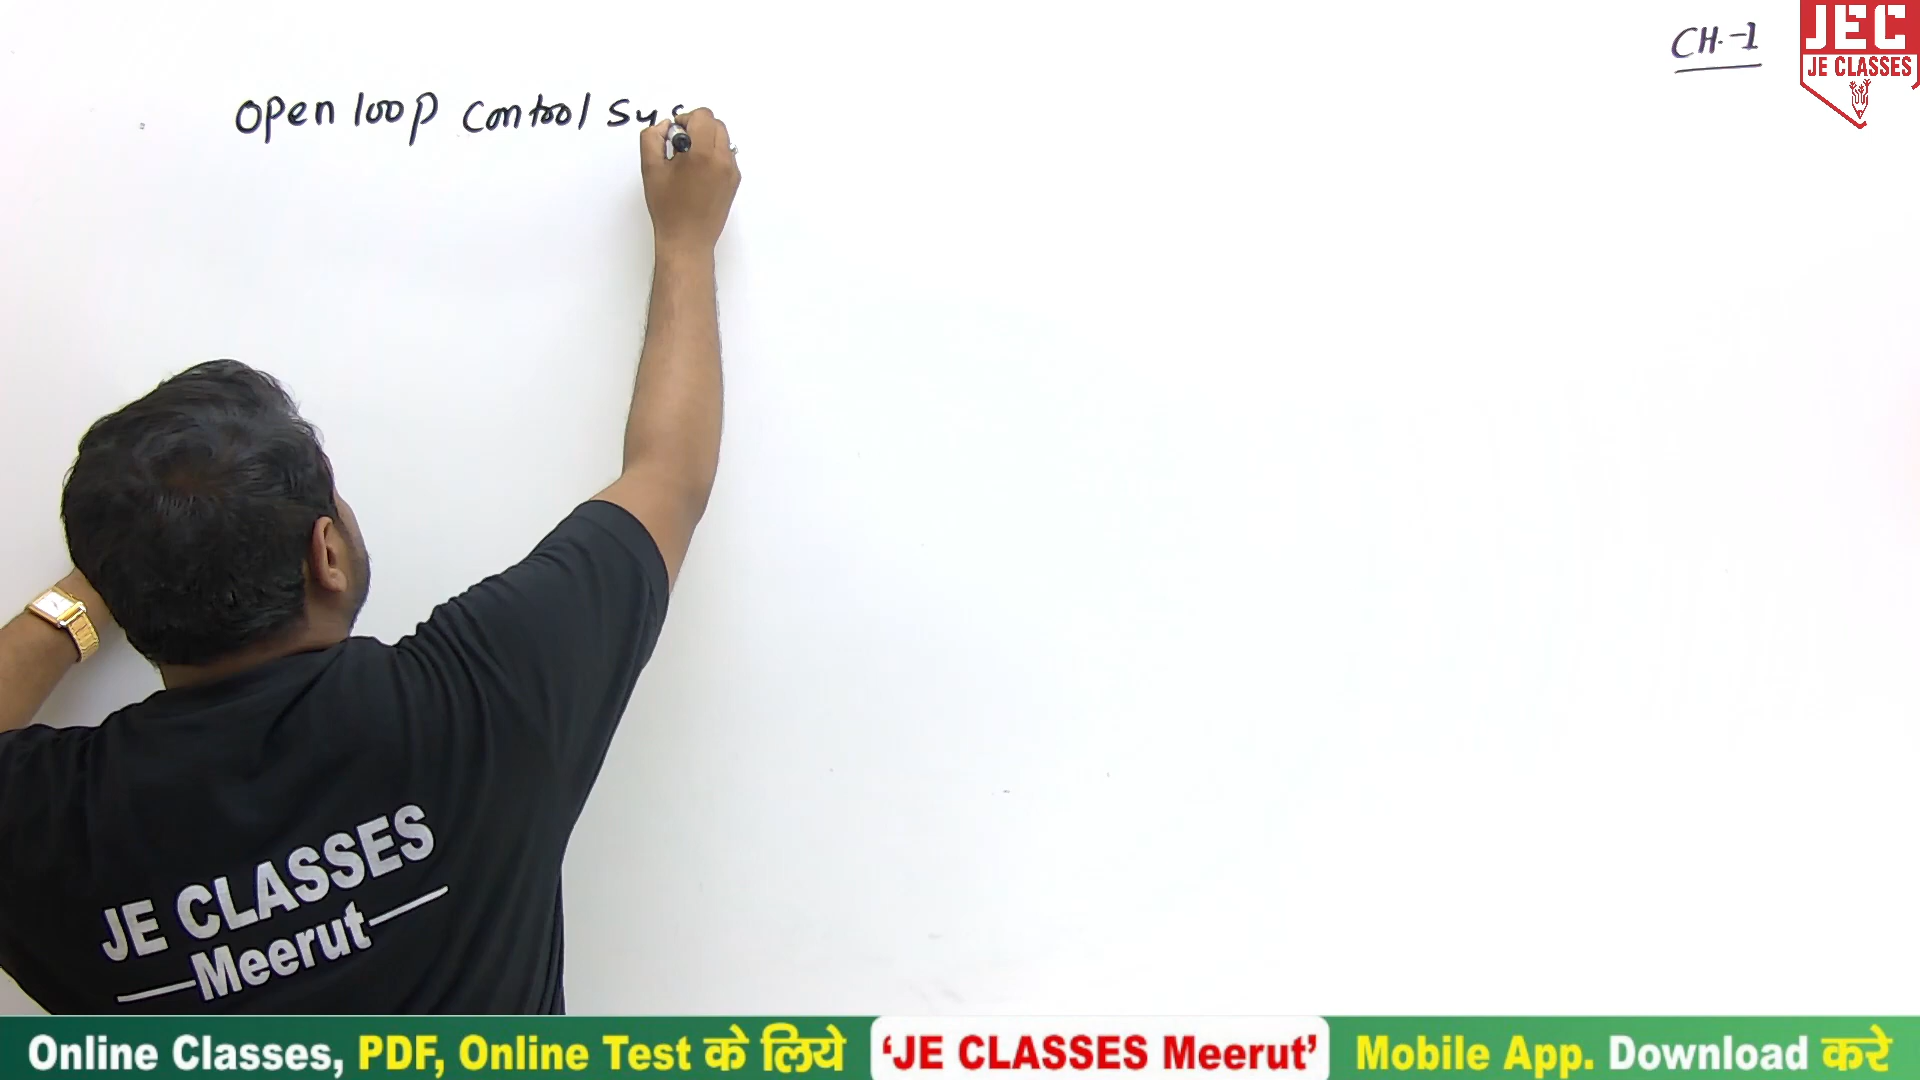 CH.-1
JEC
JE CLASSES
Open loop control Sys
JE CLASSES
Meerut
Online Classes, PDF, Online Test के लिये 'JE CLASSES Meerut' Mobile App. Download करे